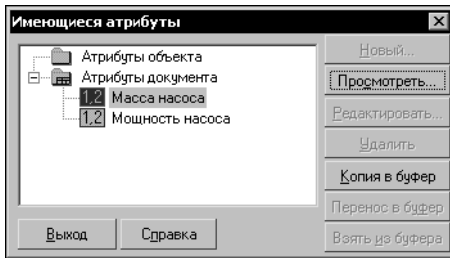 Имеющиеся атрибуты
Новый...
Атрибуты объекта
Просмотреть...
Атрибуты документа
1,2 Масса насоса
Редактировать...
1,2 Мощность насоса
Удалить
Копия в буфер
Перенос в буфер
Выход Справка
Взять из буфера